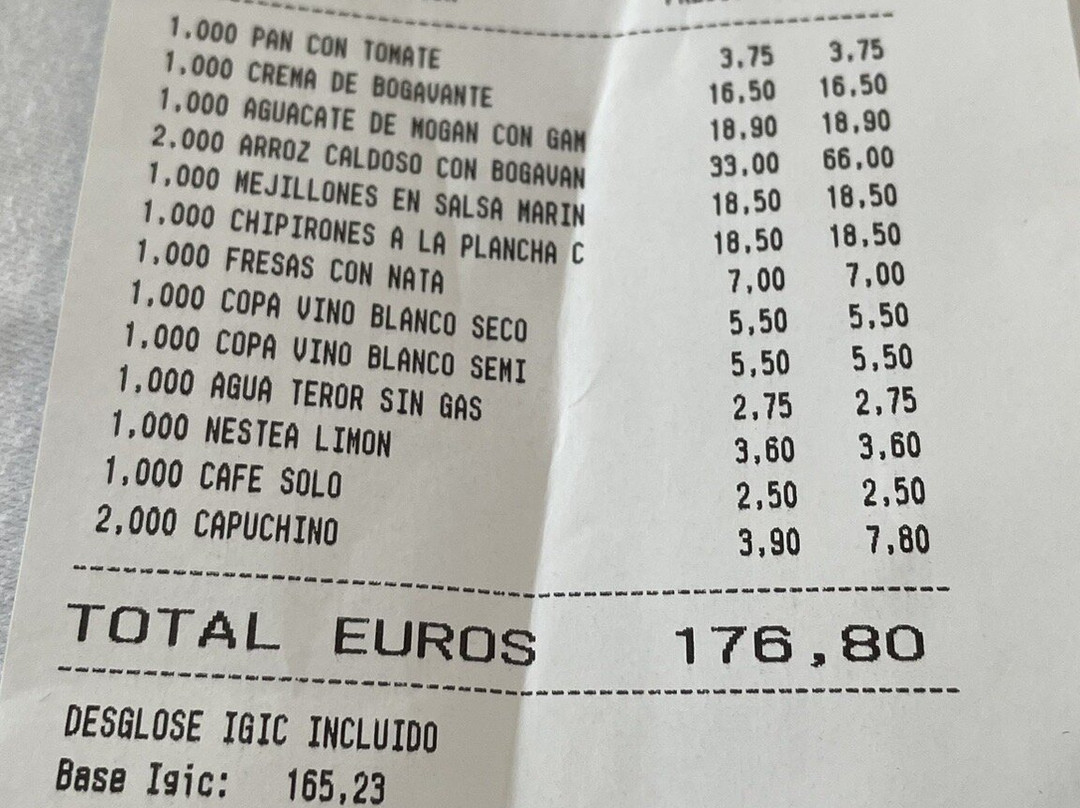 1.000 PAN CON TOMATE 3.75 3.75
1.000 CREMA DE BOGAVANTE 16,50 16,50
1.000 AGUACATE DE MOGAN CON GAM 18,90 18,90
2.000 ARROZ CALDOSO CON BOGAVAN 33,00 66,00
1,000 MEJILLONES EN SALSA MARIN 18,50 18,50
1,000 CHIPIRONES A LA PLANCHA C 18,50 18,50
1,000 FRESAS CON NATA 7,00 7,00
1,000 COPA VINO BLANCO SECO 5,50 5,50
1,000 COPA VINO BLANCO SEMI 5,50 5,50
1,000 AGUA TEROR SIN GAS 2,75 2,75
1,000 NESTEA LIMON 3,60 3,60
1,000 CAFE SOLO 2,50 2,50
2,000 CAPUCHINO 3,90 7,80
TOTAL EUROS 176,80
DESGLOSE IGIC INCLUIDO
Base Igic: 165,23